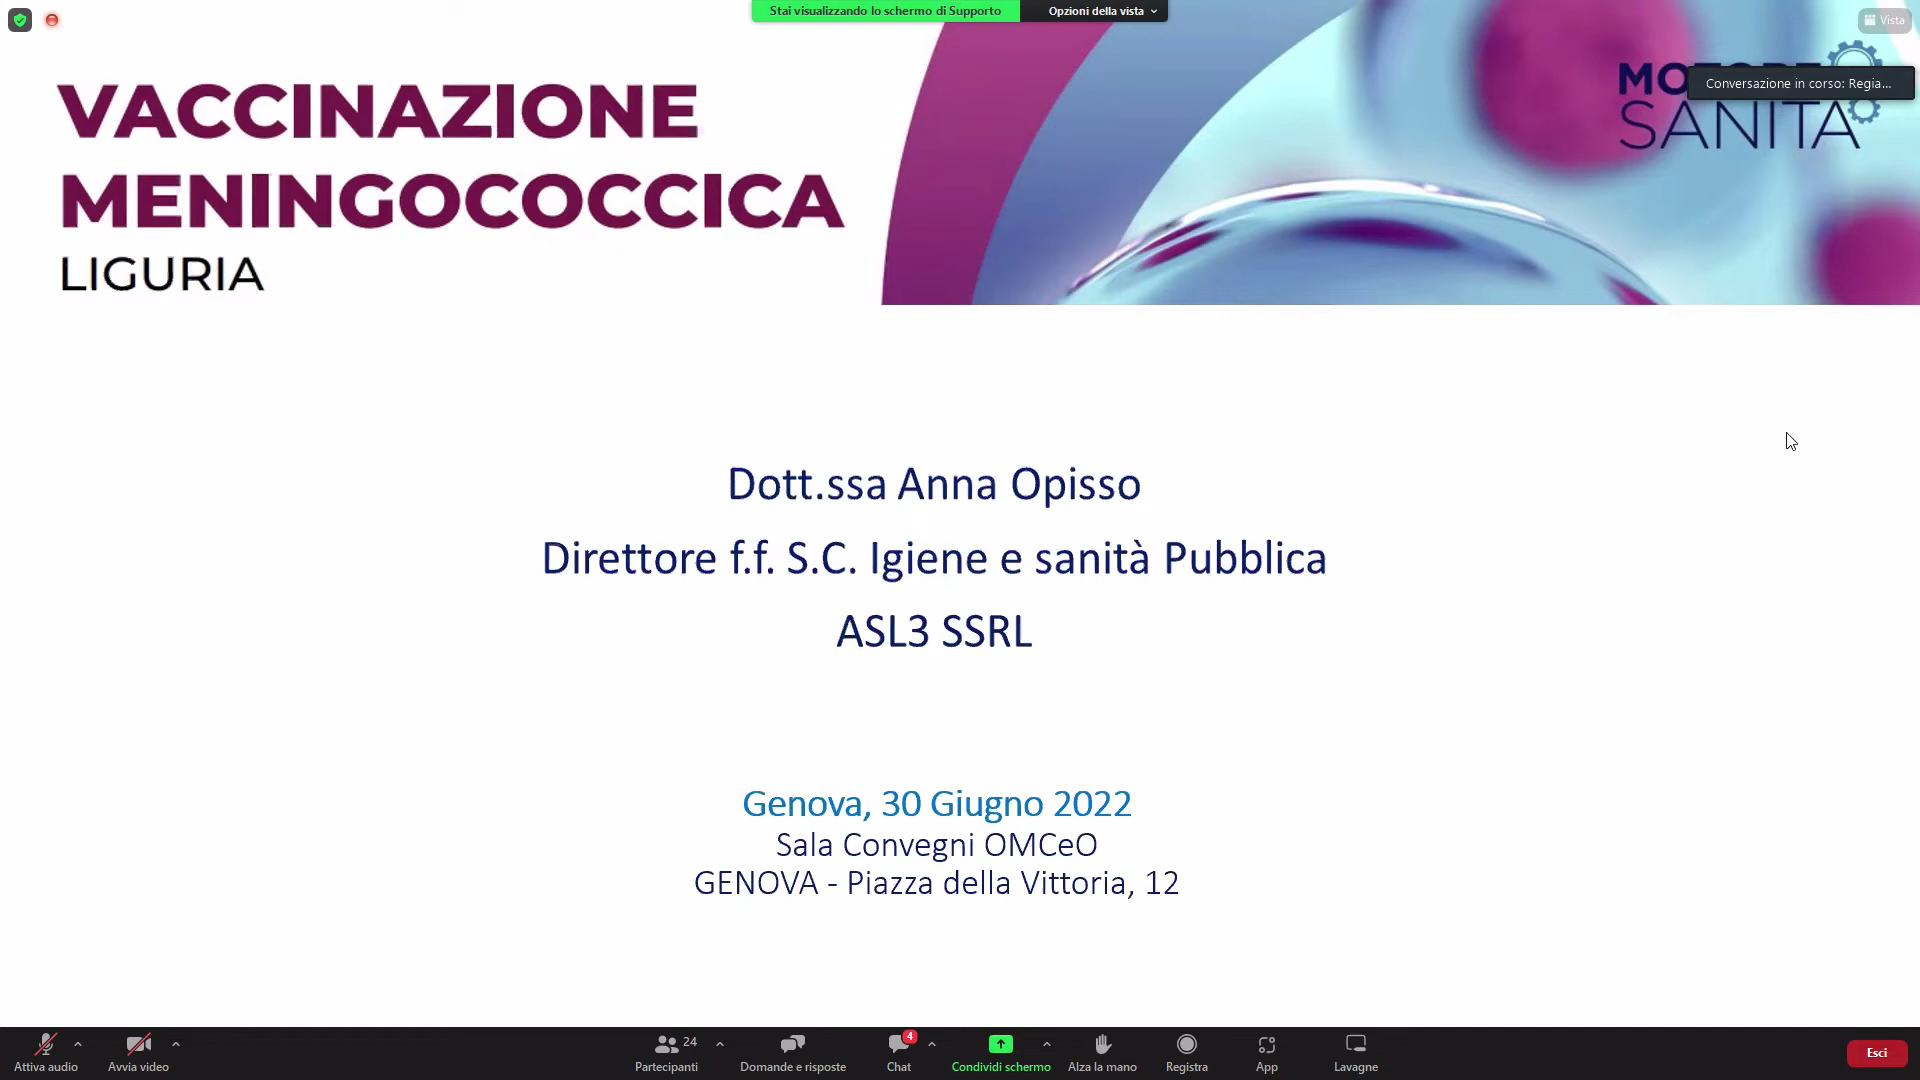 Stai visualizzando lo schermo di Supporto
Opzioni della vista
Vista
VACCINAZIONE
MENINGOCOCCICA
LIGURIA
Conversazione in corso: Regia...
SANITÀ
Dott.ssa Anna Opisso
Direttore f.f. S.C. Igiene e sanità Pubblica
ASL3 SSRL
Genova, 30 Giugno 2022
Sala Convegni OMCeO
GENOVA - Piazza della Vittoria, 12
Attiva audio
Avvia video
24
Partecipanti
Domande e risposte
4
Chat
Condividi schermo
Alza la mano
Registra
App
Lavagne
Esci